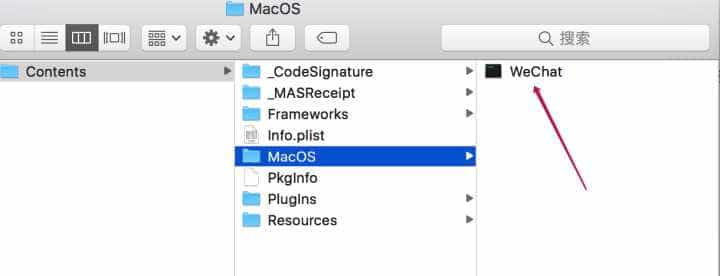 MacOS
搜索
Contents
_CodeSignature
_MASReceipt
Frameworks
Info.plist
MacOS
PkgInfo
PlugIns
Resources
WeChat